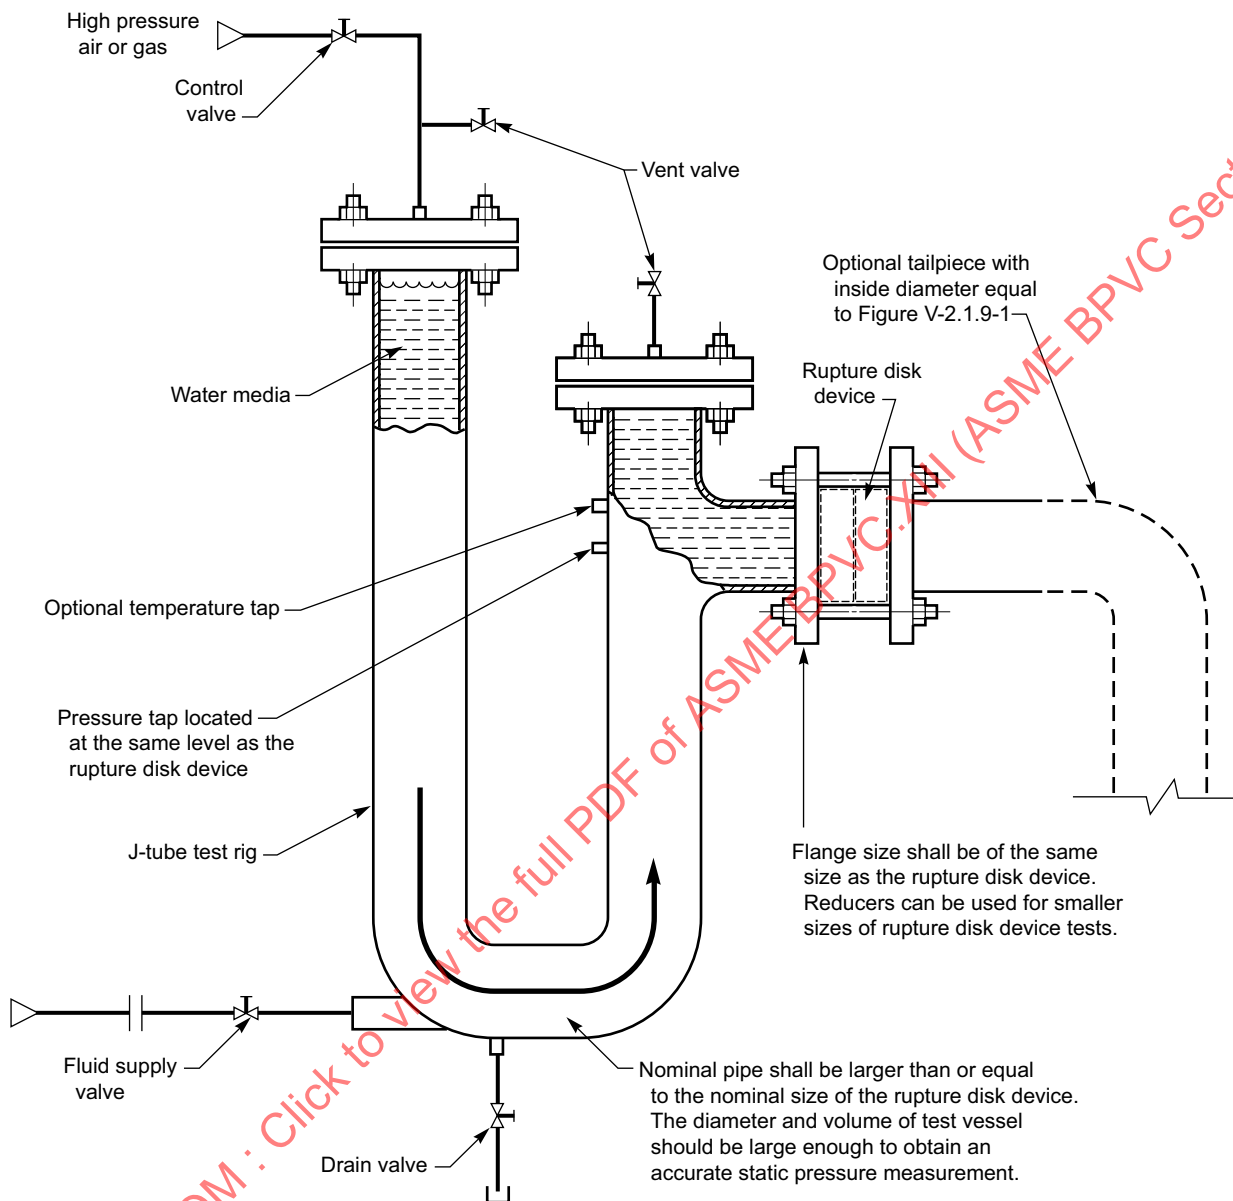 High pressure
air or gas
Control
valve
Vent valve
Optional tailpiece with
inside diameter equal
to Figure V-2.1.9-1
Rupture disk
device
Water media
Optional temperature tap
Pressure tap located
at the same level as the
rupture disk device
J-tube test rig
Flange size shall be of the same
size as the rupture disk device.
Reducers can be used for smaller
sizes of rupture disk device tests.
Fluid supply
valve
Nominal pipe shall be larger than or equal
to the nominal size of the rupture disk device.
The diameter and volume of test vessel
should be large enough to obtain an
accurate static pressure measurement.
Drain valve
: Click to view the full PDF of ASME BPVC.XIII (ASME BPVC